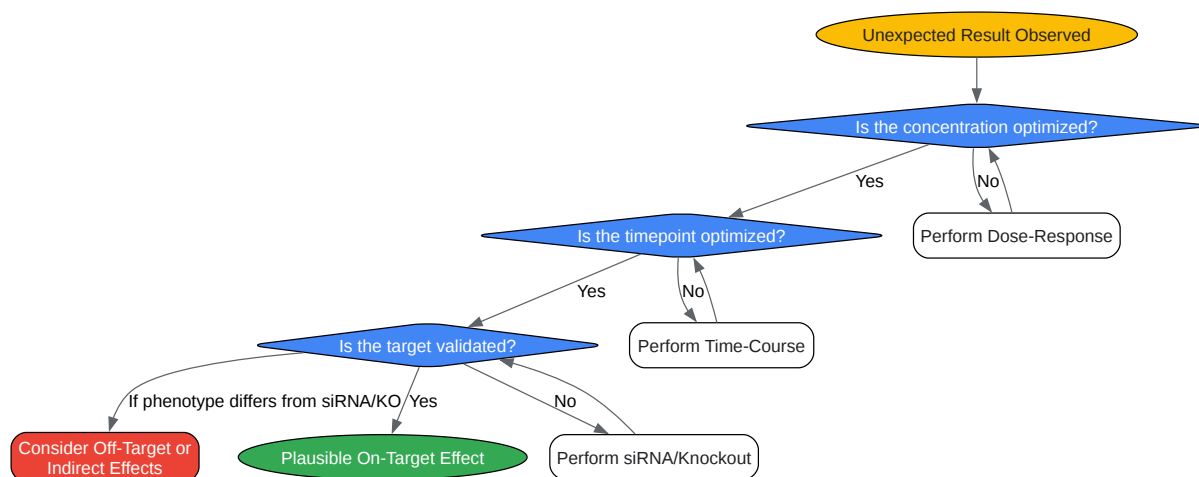 Unexpected Result Observed
Is the concentration optimized?
Yes
No
Perform Dose-Response
Is the timepoint optimized?
Yes
No
Perform Time-Course
Is the target validated?
If phenotype differs from siRNA/KO
Yes
No
Consider Off-Target or
Indirect Effects
Plausible On-Target Effect
Perform siRNA/Knockout